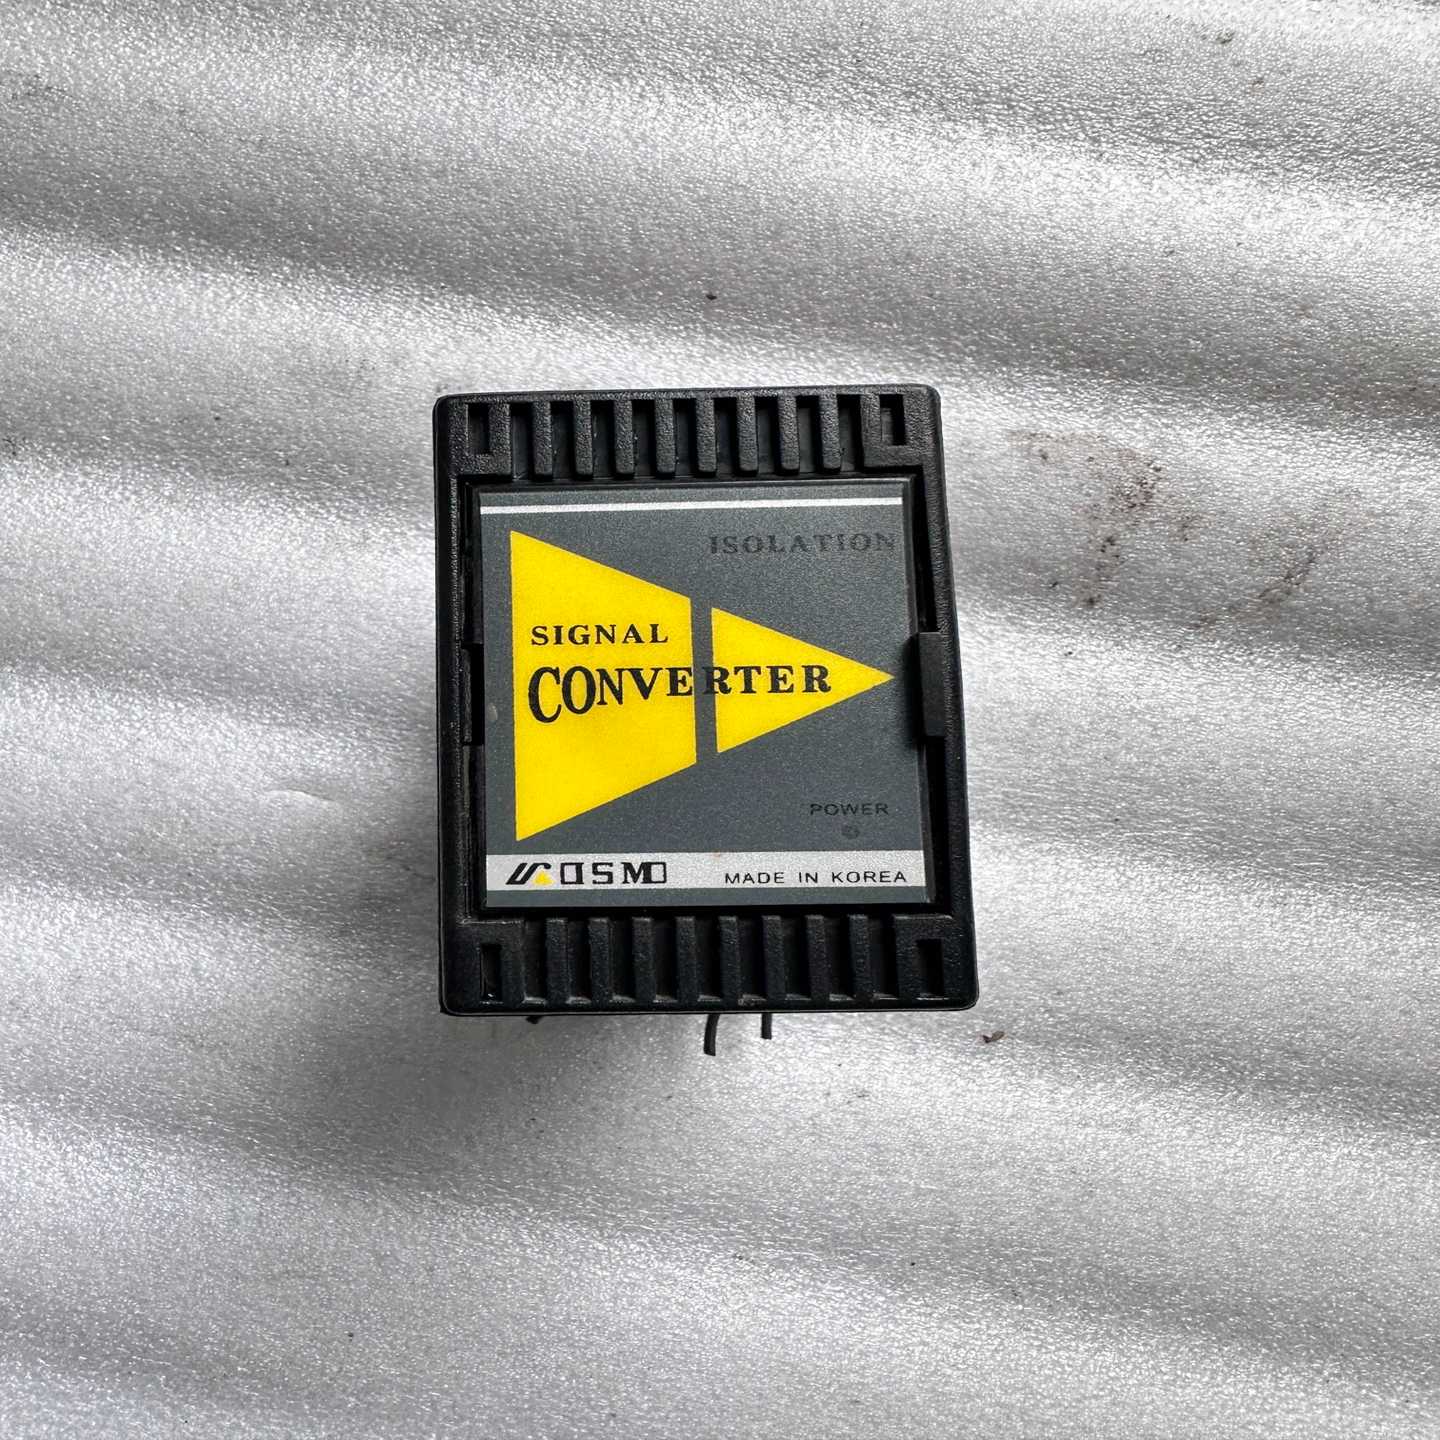 ISOLATION
SIGNAL
CONVERTER
POWER
OSMO
MADE IN KOREA